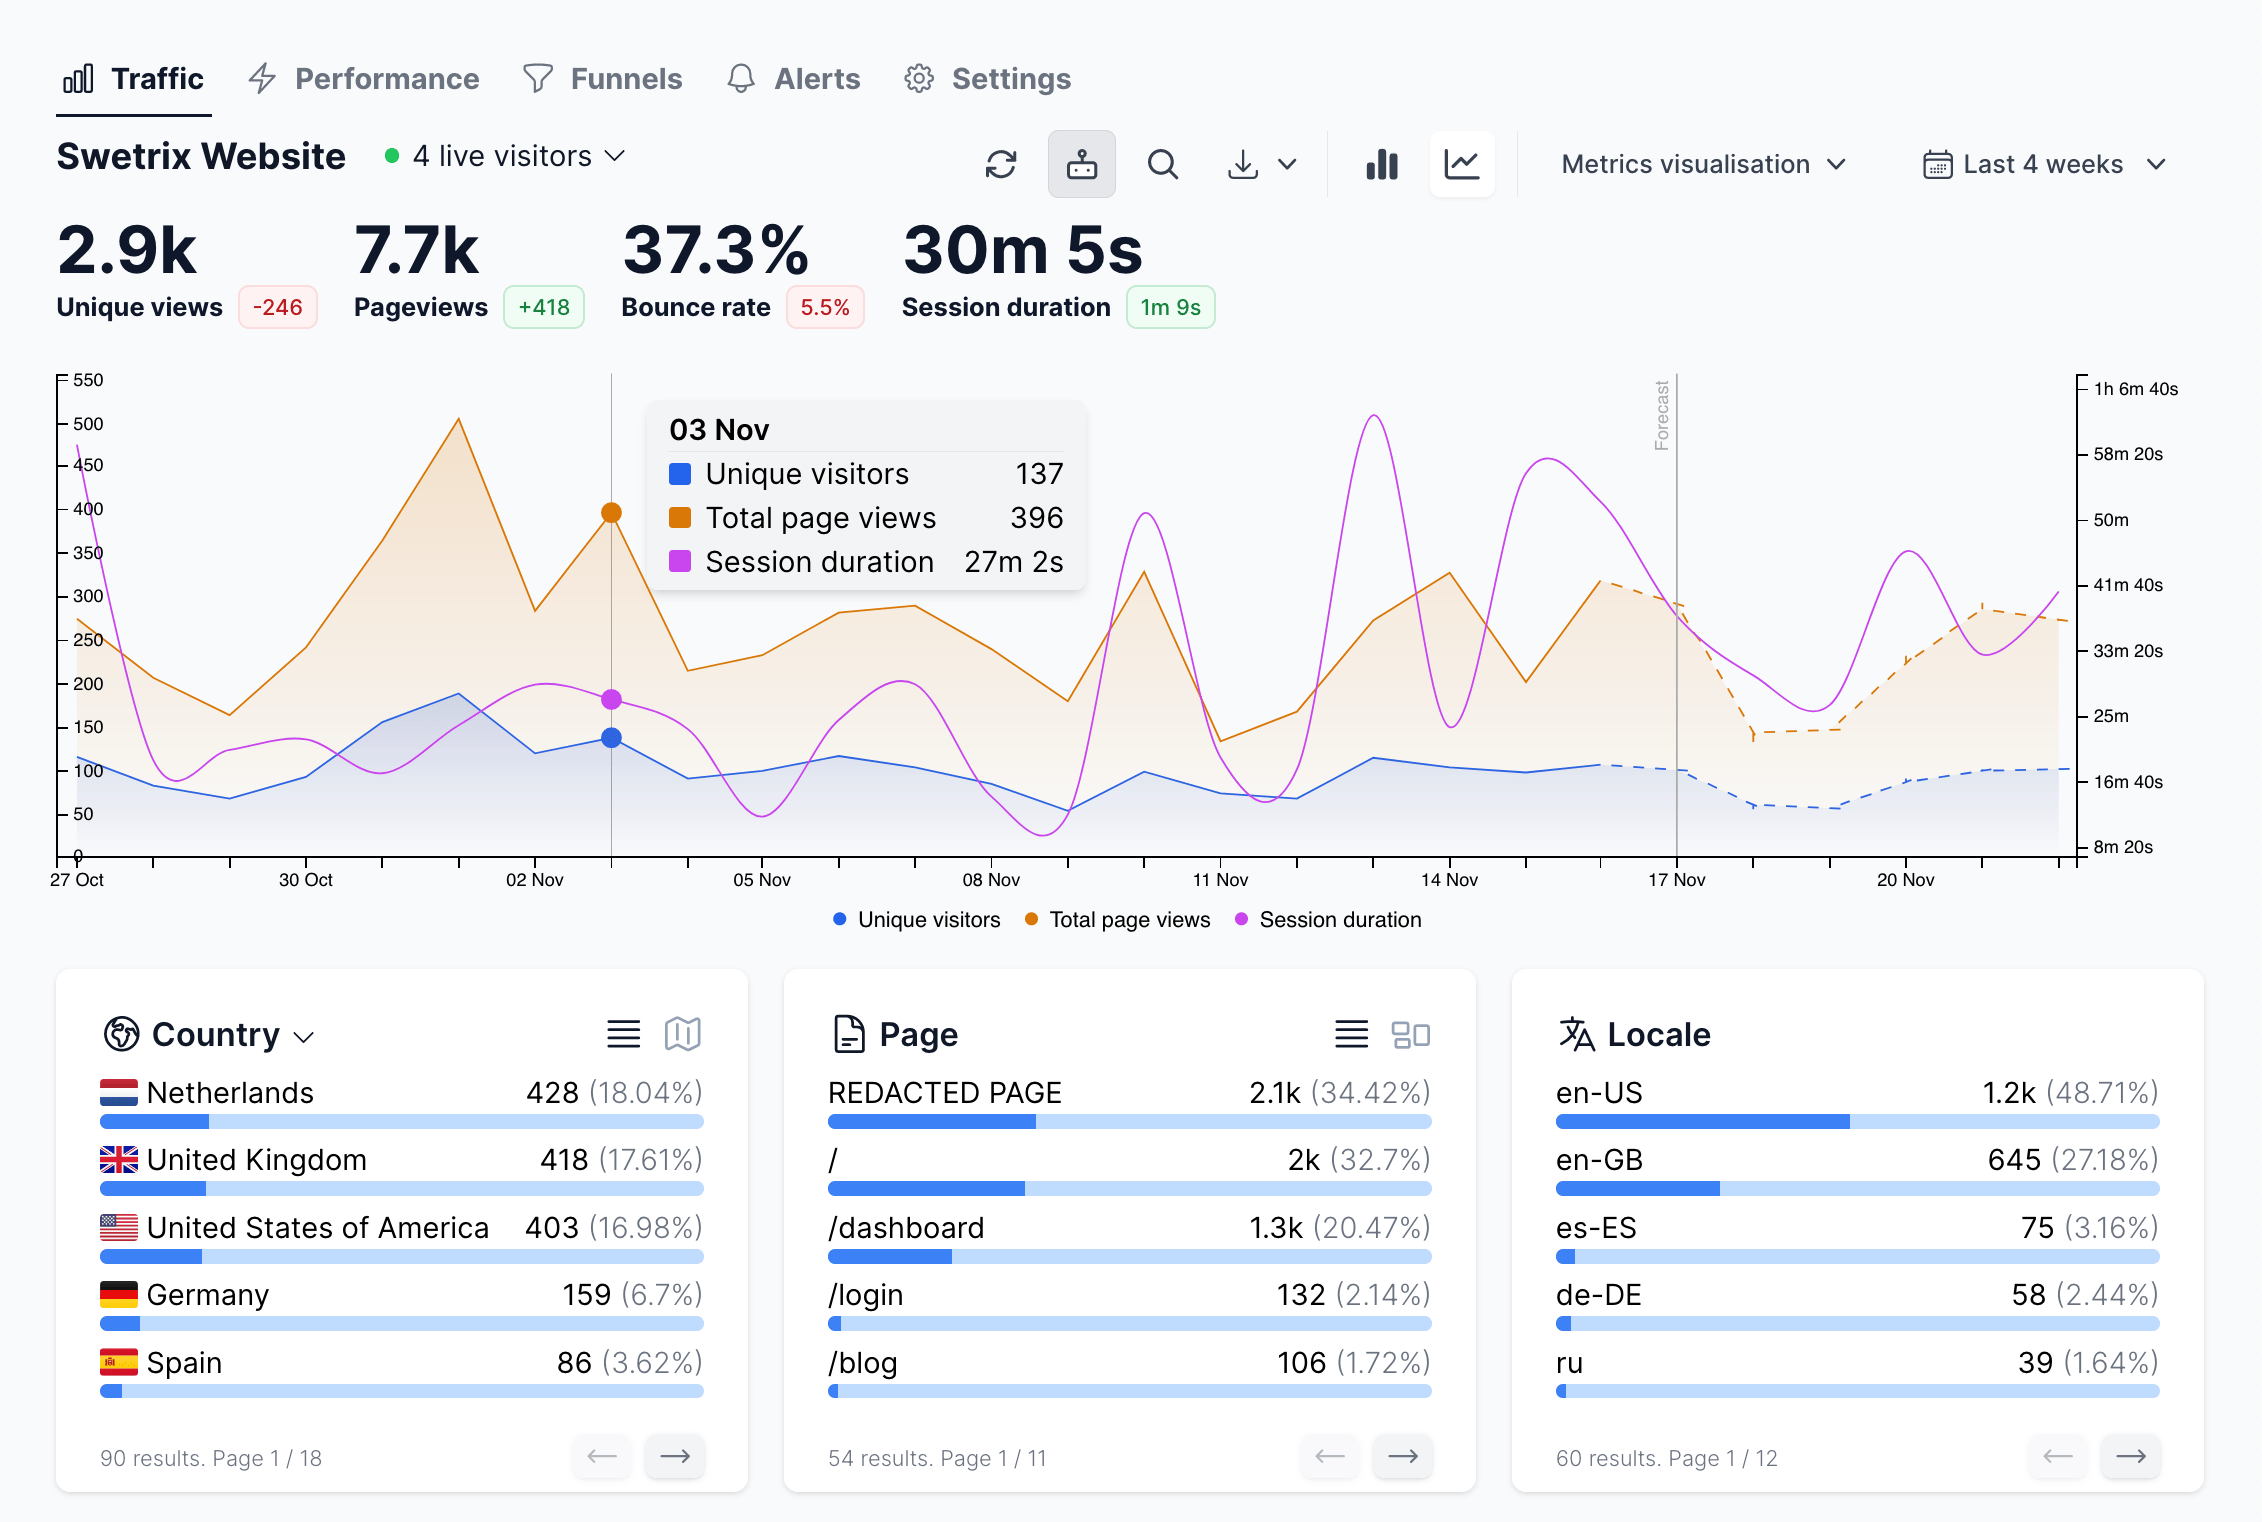 Traffic Performance Funnels Alerts Settings
Swetrix Website 4 live visitors
Metrics visualisation Last 4 weeks
2.9k 7.7k 37.3% 30m 5s
Unique views -246 Pageviews +418 Bounce rate 5.5% Session duration 1m 9s
550
500
450
400
350
300
250
200
150
100
50
0
03 Nov
Unique visitors 137
Total page views 396
Session duration 27m 2s
Forecast
1h 6m 40s
58m 20s
50m
41m 40s
33m 20s
25m
16m 40s
8m 20s
27 Oct 30 Oct 02 Nov 05 Nov 08 Nov 11 Nov 14 Nov 17 Nov 20 Nov
Unique visitors Total page views Session duration
Country
Netherlands 428 (18.04%)
United Kingdom 418 (17.61%)
United States of America 403 (16.98%)
Germany 159 (6.7%)
Spain 86 (3.62%)
90 results. Page 1 / 18
Page
REDACTED PAGE 2.1k (34.42%)
/ 2k (32.7%)
/dashboard 1.3k (20.47%)
/login 132 (2.14%)
/blog 106 (1.72%)
54 results. Page 1 / 11
Locale
en-US 1.2k (48.71%)
en-GB 645 (27.18%)
es-ES 75 (3.16%)
de-DE 58 (2.44%)
ru 39 (1.64%)
60 results. Page 1 / 12